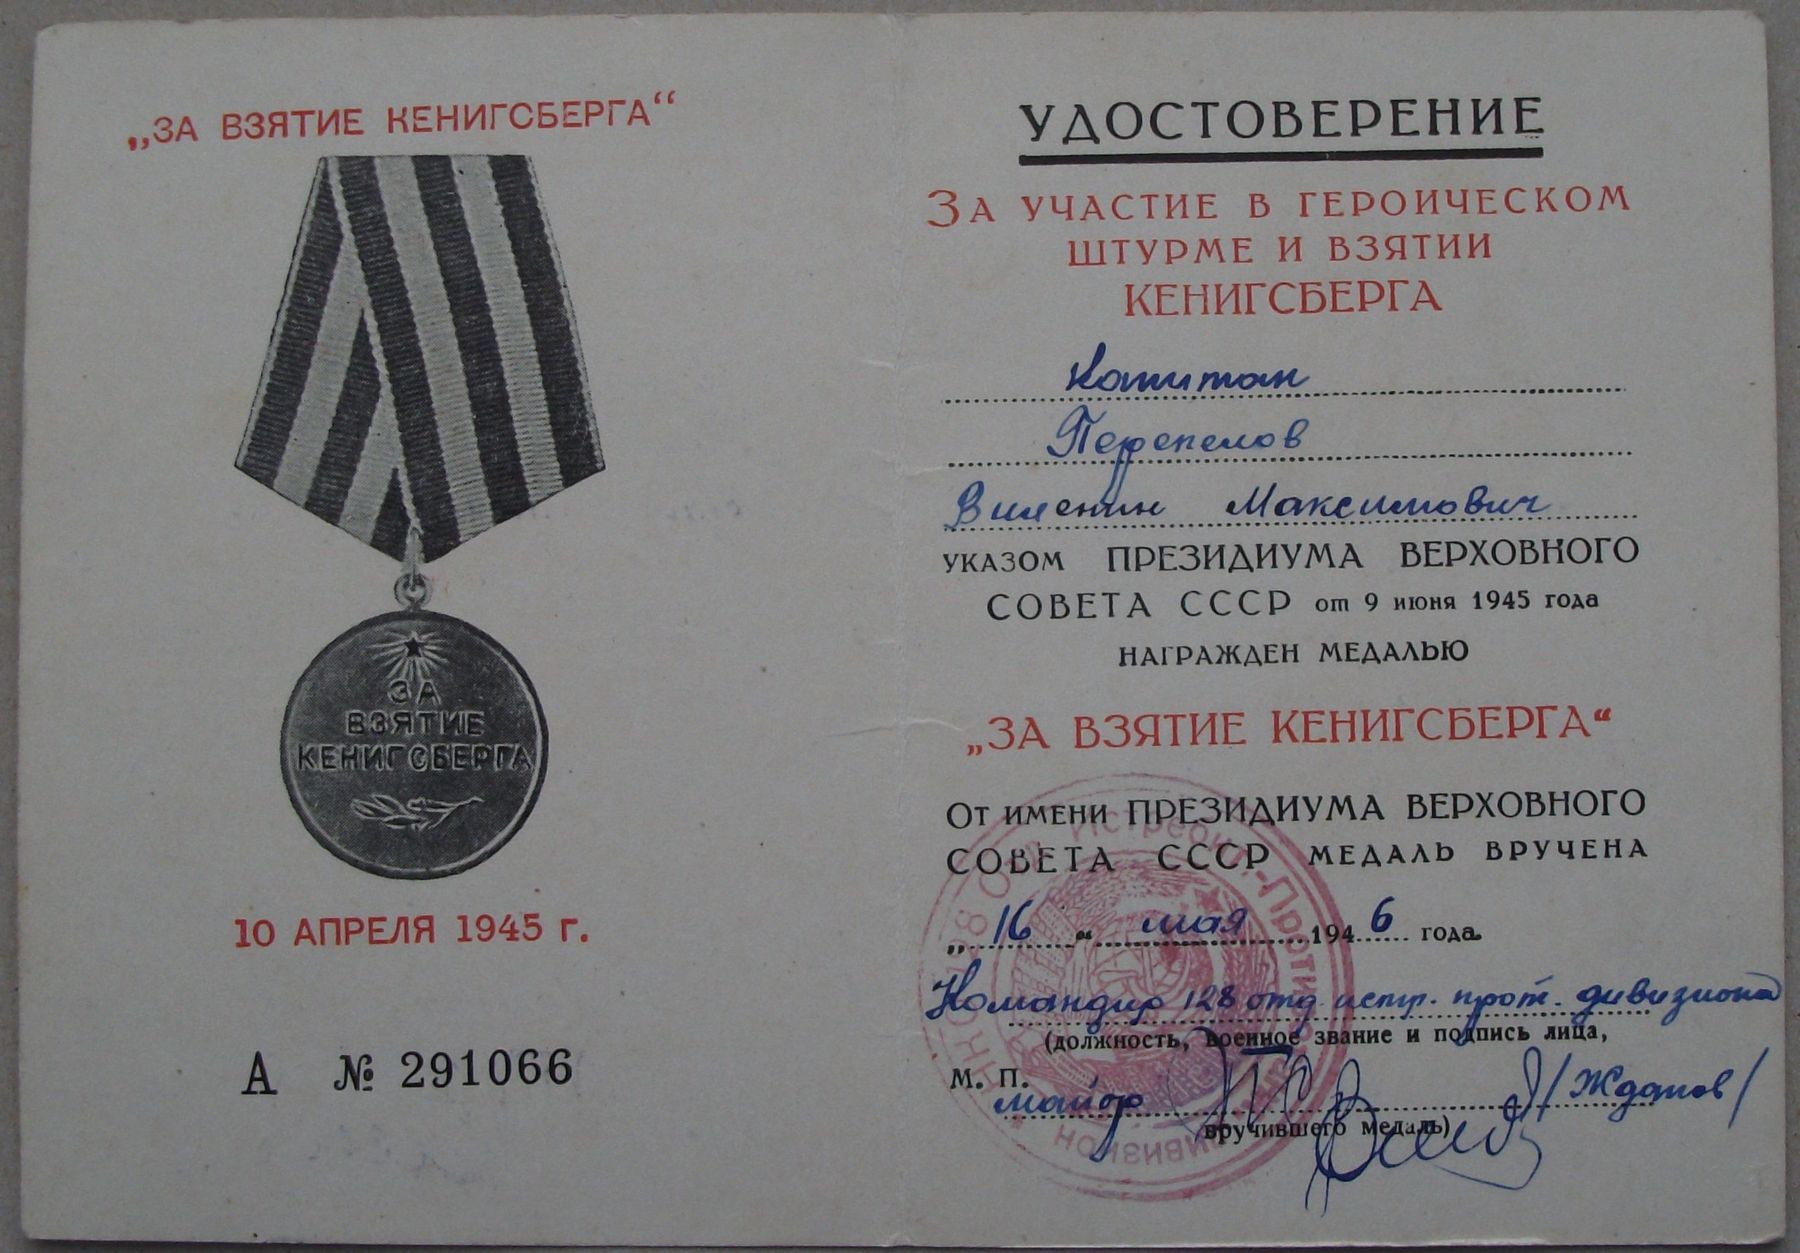 „ЗА ВЗЯТИЕ КЕНИГСБЕРГА“
ЗА
ВЗЯТИЕ
КЕНИГСБЕРГА
10 АПРЕЛЯ 1945 г.
А № 291066
УДОСТОВЕРЕНИЕ
ЗА УЧАСТИЕ В ГЕРОИЧЕСКОМ
ШТУРМЕ И ВЗЯТИИ
КЕНИГСБЕРГА
Капитан
Перепелов
Виленин Максимович
УКАЗОМ ПРЕЗИДИУМА ВЕРХОВНОГО
СОВЕТА СССР от 9 июня 1945 года
НАГРАЖДЕН МЕДАЛЬЮ
„ЗА ВЗЯТИЕ КЕНИГСБЕРГА“
ОТ ИМЕНИ ПРЕЗИДИУМА ВЕРХОВНОГО
СОВЕТА СССР МЕДАЛЬ ВРУЧЕНА
„16“ мая 1946 года
Командир 128 отд. истр. прот. дивизиона
(должность, военное звание и подпись лица,
М. П.
майор /Жданов/
вручившего медаль)